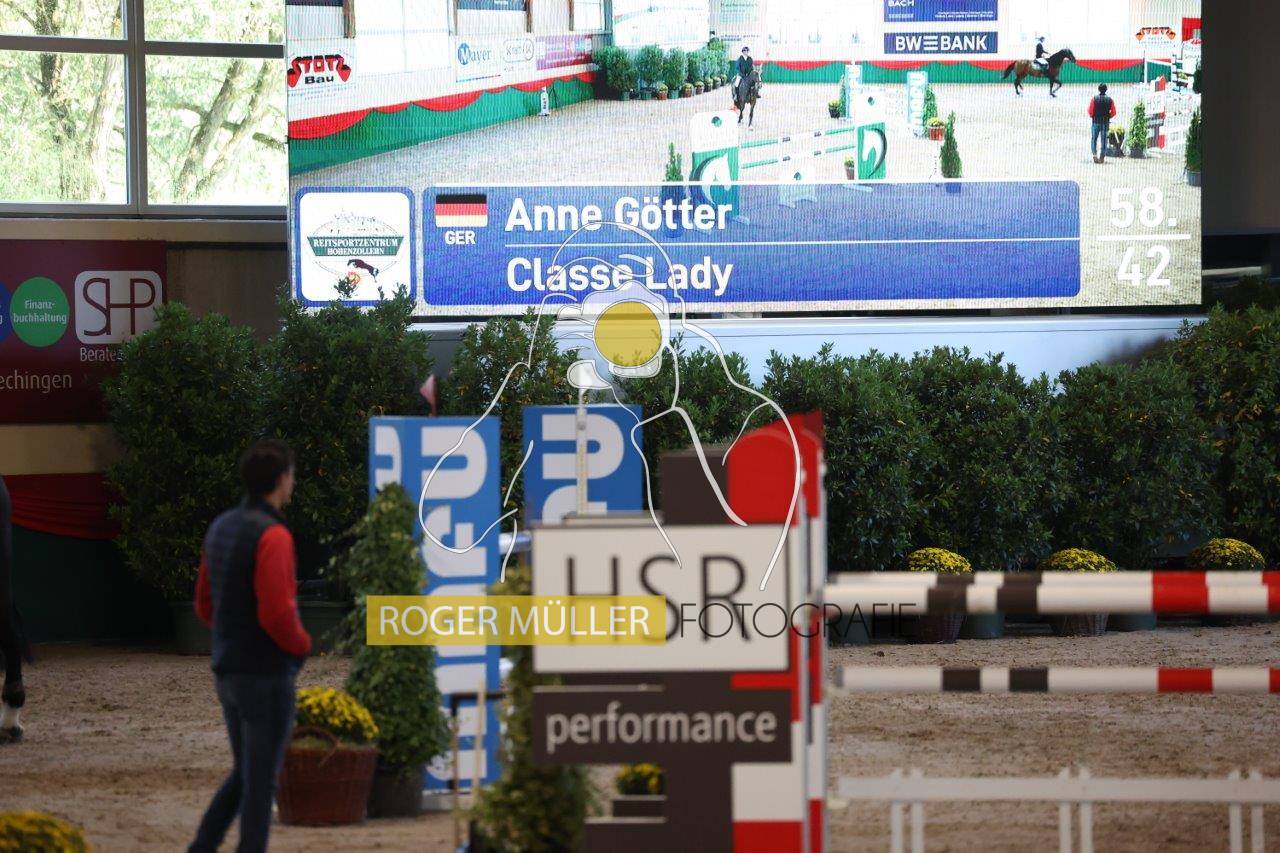 BACH
BW≡BANK
STOTZ
Bau
Mayer
Anne Götter
GER
Classe Lady
58.
42
REITSPORTZENTRUM
HOHENZOLLERN
Finanz-
buchhaltung
SHP
echingen
HSR
ROGER MÜLLER FOTOGRAFIE
performance